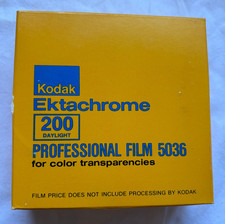 Kodak
Ektachrome
200
DAYLIGHT
PROFESSIONAL FILM 5036
for color transparencies
FILM PRICE DOES NOT INCLUDE PROCESSING BY KODAK